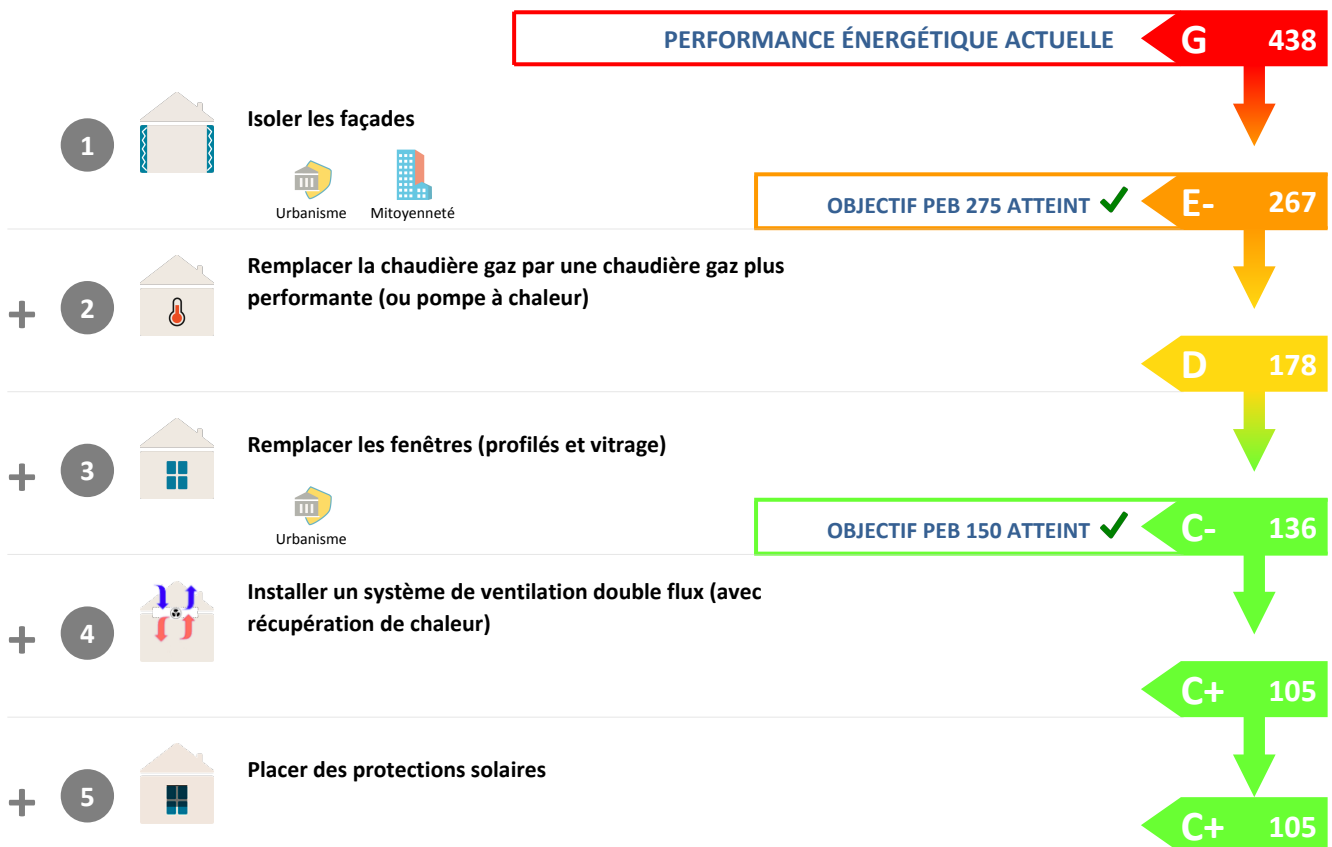 PERFORMANCE ÉNERGÉTIQUE ACTUELLE G 438
1 Isoler les façades
Urbanisme Mitoyenneté
OBJECTIF PEB 275 ATTEINT ✔ E- 267
+ 2 Remplacer la chaudière gaz par une chaudière gaz plus
performante (ou pompe à chaleur)
D 178
+ 3 Remplacer les fenêtres (profilés et vitrage)
Urbanisme
OBJECTIF PEB 150 ATTEINT ✔ C- 136
+ 4 Installer un système de ventilation double flux (avec
récupération de chaleur)
C+ 105
+ 5 Placer des protections solaires
C+ 105